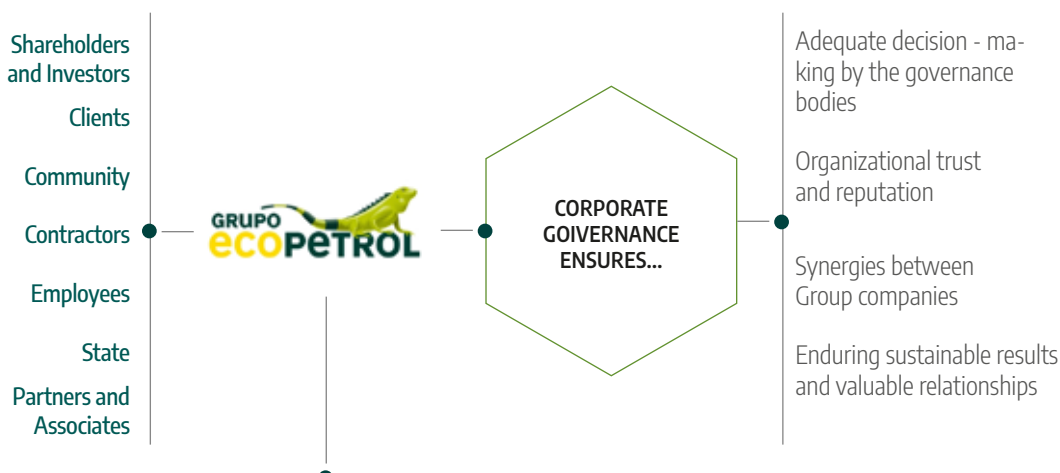 Shareholders
and Investors
Clients
Community
Contractors
Employees
State
Partners and
Associates
GRUPO
ecopetrol
CORPORATE
GOIVERNANCE
ENSURES...
Adequate decision - ma-
king by the governance
bodies
Organizational trust
and reputation
Synergies between
Group companies
Enduring sustainable results
and valuable relationships